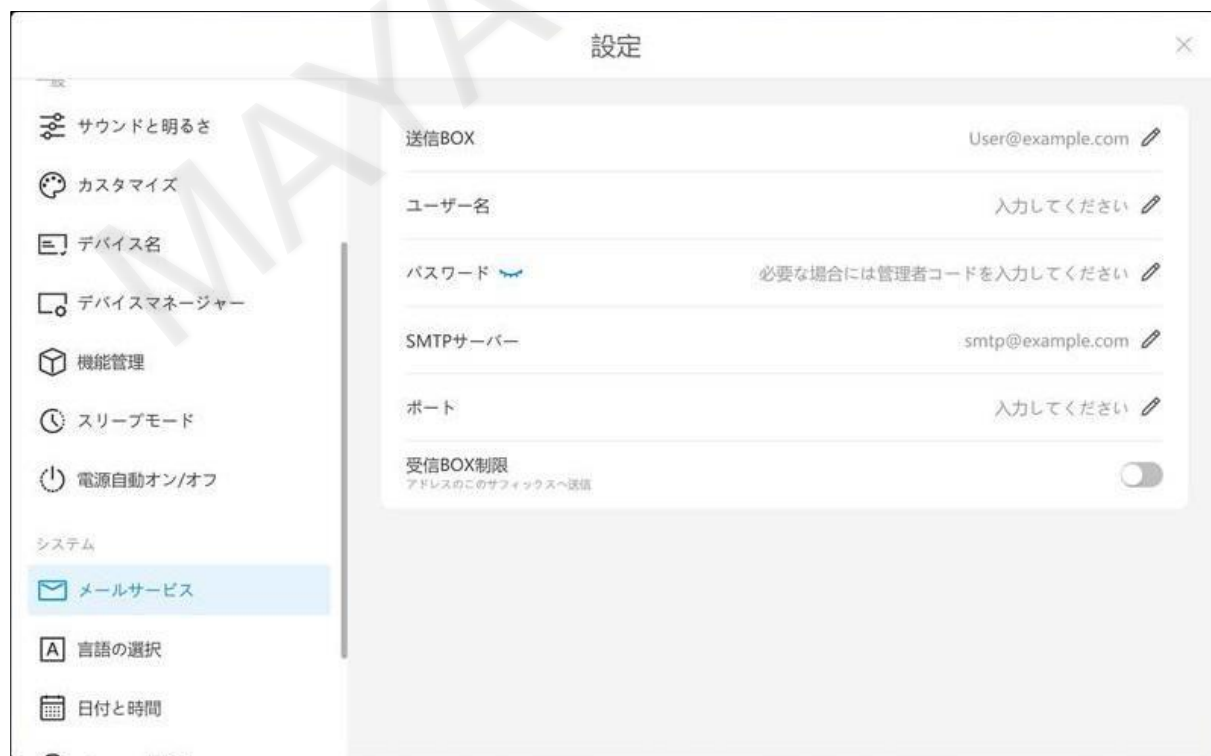 設定
一般
サウンドと明るさ
カスタマイズ
デバイス名
デバイスマネージャー
機能管理
スリープモード
電源自動オン/オフ
システム
メールサービス
言語の選択
日付と時間
送信BOX
User@example.com
ユーザー名
入力してください
パスワード
必要な場合には管理者コードを入力してください
SMTPサーバー
smtp@example.com
ポート
入力してください
受信BOX制限
アドレスのこのサフィックスへ送信
MAYA